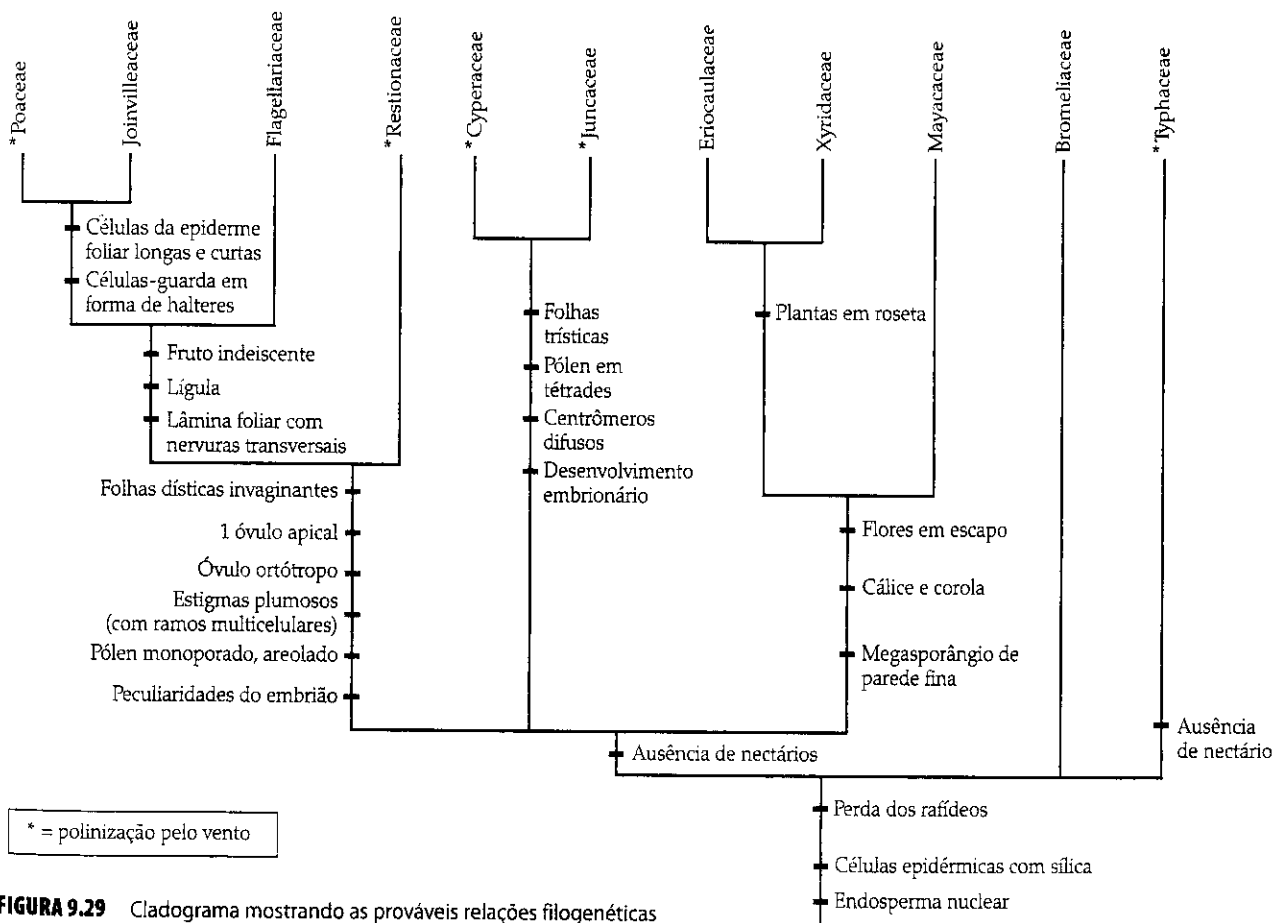 *Poaceae
Joinvilleaceae
Flagellariaceae
*Restionaceae
*Cyperaceae
*Juncaceae
Eriocaulaceae
Xyridaceae
Mayacaceae
Bromeliaceae
*Typhaceae
Células da epiderme
foliar longas e curtas
Células-guarda em
forma de halteres
Fruto indeiscente
Lígula
Lâmina foliar com
nervuras transversais
Folhas dísticas invaginantes
1 óvulo apical
Óvulo ortótropo
Estigmas plumosos
(com ramos multicelulares)
Pólen monoporado, areolado
Peculiaridades do embrião
Folhas
trísticas
Pólen em
tétrades
Centrômeros
difusos
Desenvolvimento
embrionário
Plantas em roseta
Flores em escapo
Cálice e corola
Megasporângio de
parede fina
Ausência
de nectário
Ausência de nectários
Perda dos rafídeos
Células epidérmicas com sílica
Endosperma nuclear
* = polinização pelo vento
FIGURA 9.29 Cladograma mostrando as prováveis relações filogenéticas